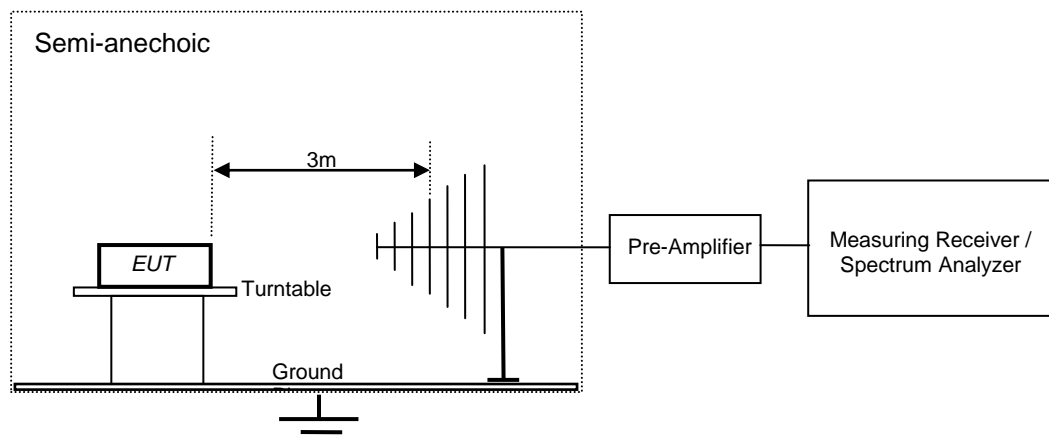 Semi-anechoic
3m
EUT
Turntable
Ground
Pre-Amplifier
Measuring Receiver /
Spectrum Analyzer